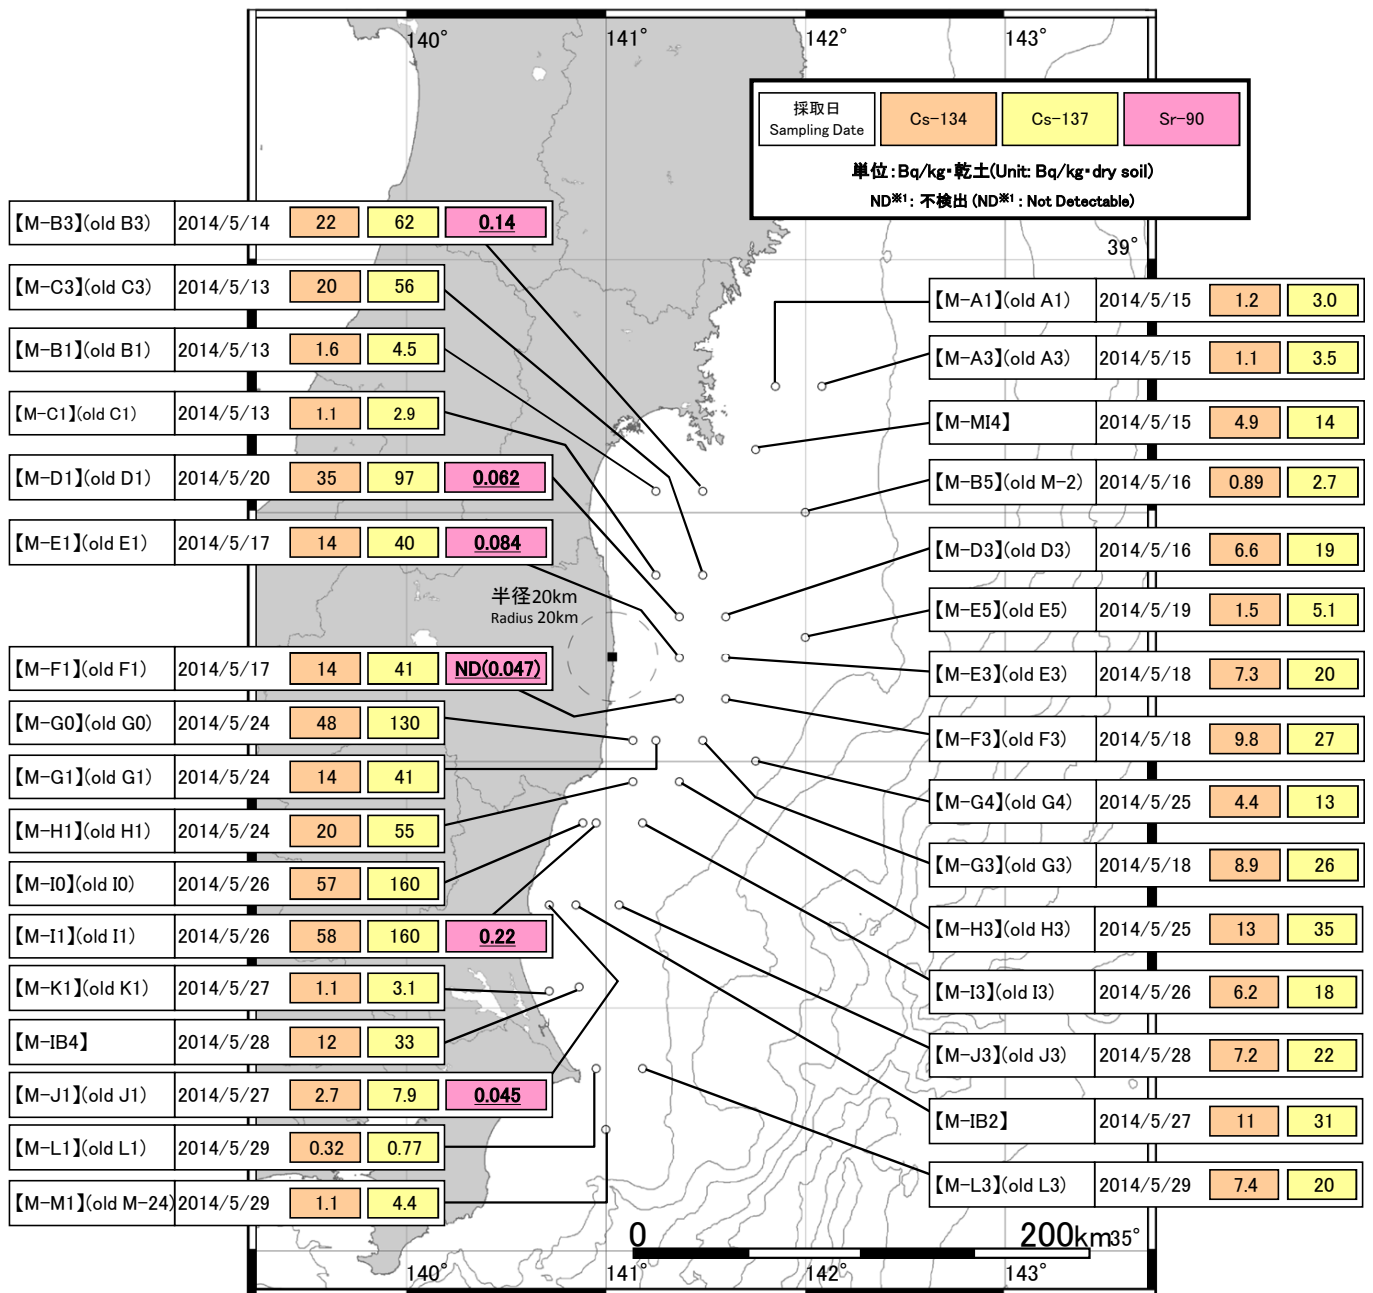 140°
141°
142°
143°
採取日
Sampling Date
Cs-134
Cs-137
Sr-90
単位:Bq/kg・乾土(Unit: Bq/kg・dry soil)
ND※1: 不検出 (ND※1: Not Detectable)
39°
【M-B3】(old B3) 2014/5/14 22 62 0.14
【M-C3】(old C3) 2014/5/13 20 56
【M-B1】(old B1) 2014/5/13 1.6 4.5
【M-C1】(old C1) 2014/5/13 1.1 2.9
【M-D1】(old D1) 2014/5/20 35 97 0.062
【M-E1】(old E1) 2014/5/17 14 40 0.084
半径20km
Radius 20km
【M-F1】(old F1) 2014/5/17 14 41 ND(0.047)
【M-G0】(old G0) 2014/5/24 48 130
【M-G1】(old G1) 2014/5/24 14 41
【M-H1】(old H1) 2014/5/24 20 55
【M-I0】(old I0) 2014/5/26 57 160
【M-I1】(old I1) 2014/5/26 58 160 0.22
【M-K1】(old K1) 2014/5/27 1.1 3.1
【M-IB4】 2014/5/28 12 33
【M-J1】(old J1) 2014/5/27 2.7 7.9 0.045
【M-L1】(old L1) 2014/5/29 0.32 0.77
【M-M1】(old M-24) 2014/5/29 1.1 4.4
【M-A1】(old A1) 2014/5/15 1.2 3.0
【M-A3】(old A3) 2014/5/15 1.1 3.5
【M-MI4】 2014/5/15 4.9 14
【M-B5】(old M-2) 2014/5/16 0.89 2.7
【M-D3】(old D3) 2014/5/16 6.6 19
【M-E5】(old E5) 2014/5/19 1.5 5.1
【M-E3】(old E3) 2014/5/18 7.3 20
【M-F3】(old F3) 2014/5/18 9.8 27
【M-G4】(old G4) 2014/5/25 4.4 13
【M-G3】(old G3) 2014/5/18 8.9 26
【M-H3】(old H3) 2014/5/25 13 35
【M-I3】(old I3) 2014/5/26 6.2 18
【M-J3】(old J3) 2014/5/28 7.2 22
【M-IB2】 2014/5/27 11 31
【M-L3】(old L3) 2014/5/29 7.4 20
0
200km
35°
140°
141°
142°
143°